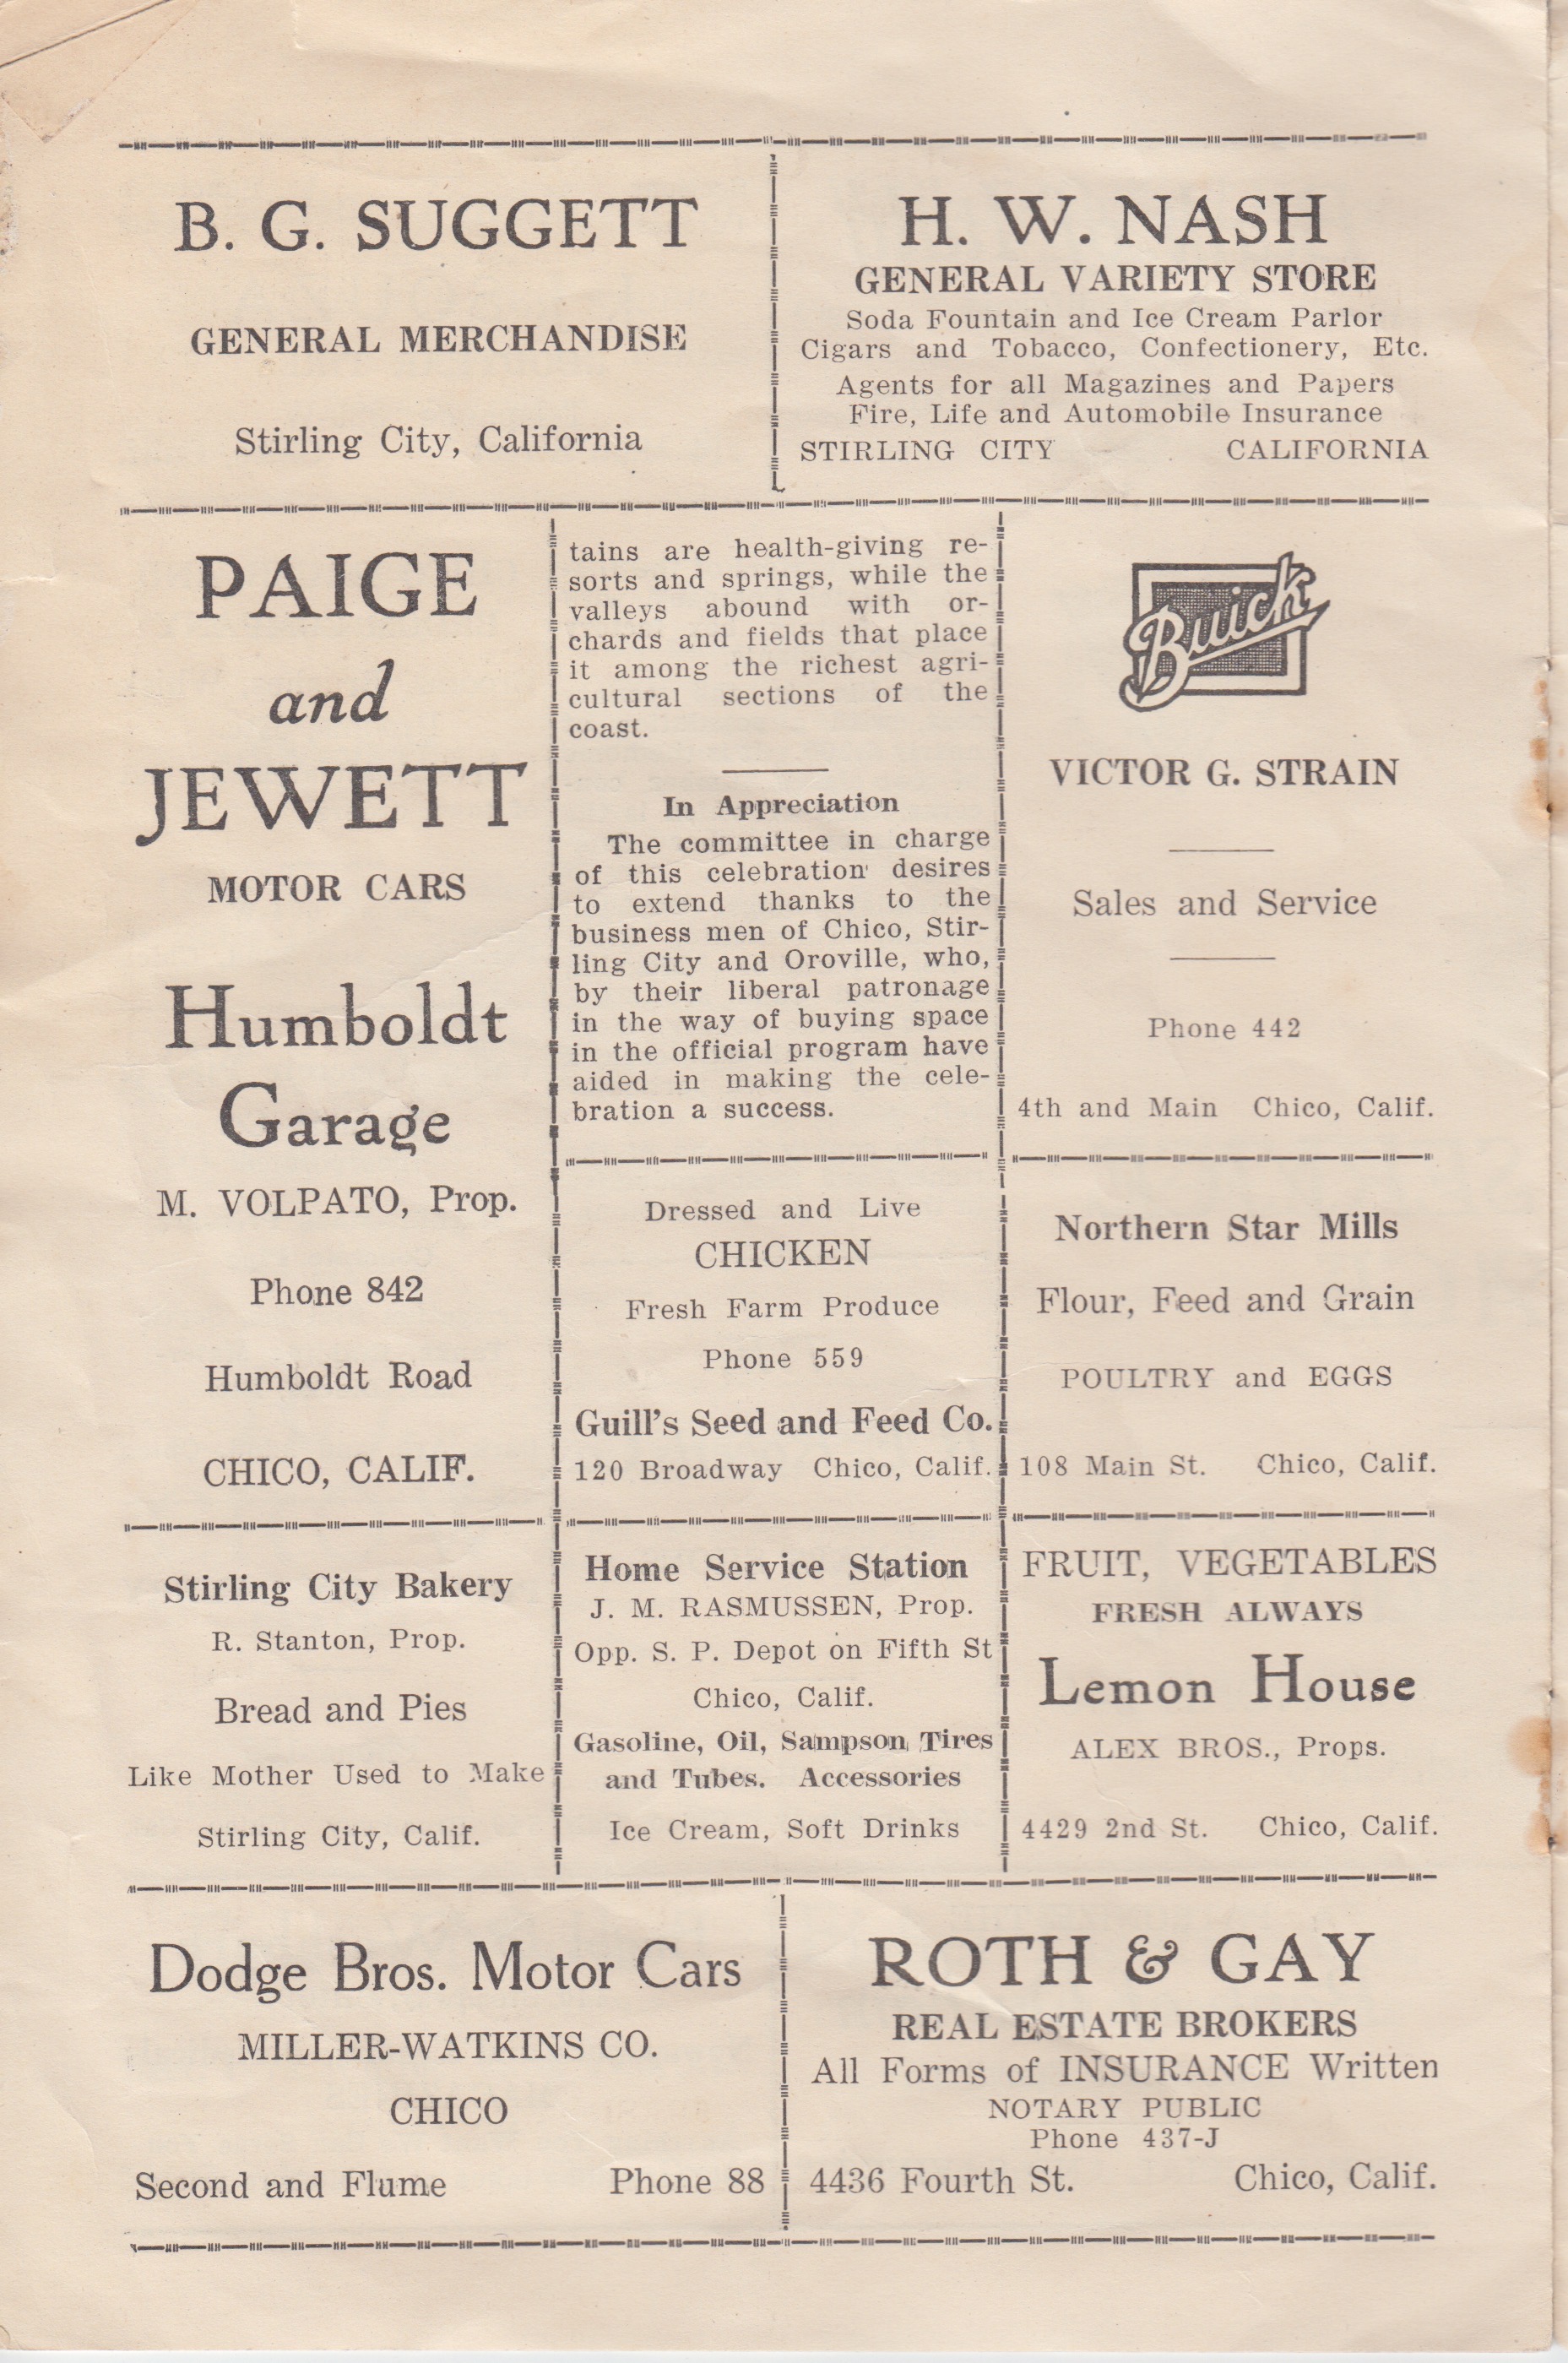 B. G. SUGGETT
GENERAL MERCHANDISE
Stirling City, California
H. W. NASH
GENERAL VARIETY STORE
Soda Fountain and Ice Cream Parlor
Cigars and Tobacco, Confectionery, Etc.
Agents for all Magazines and Papers
Fire, Life and Automobile Insurance
STIRLING CITY CALIFORNIA
PAIGE
and
JEWETT
MOTOR CARS
Humboldt
Garage
M. VOLPATO, Prop.
Phone 842
Humboldt Road
CHICO, CALIF.
tains are health-giving re-
sorts and springs, while the
valleys abound with or-
chards and fields that place
it among the richest agri-
cultural sections of the
coast.
In Appreciation
The committee in charge
of this celebration desires
to extend thanks to the
business men of Chico, Stir-
ling City and Oroville, who,
by their liberal patronage
in the way of buying space
in the official program have
aided in making the cele-
bration a success.
Buick
VICTOR G. STRAIN
Sales and Service
Phone 442
4th and Main Chico, Calif.
Dressed and Live
CHICKEN
Fresh Farm Produce
Phone 559
Guill's Seed and Feed Co.
120 Broadway Chico, Calif.
Northern Star Mills
Flour, Feed and Grain
POULTRY and EGGS
108 Main St. Chico, Calif.
Stirling City Bakery
R. Stanton, Prop.
Bread and Pies
Like Mother Used to Make
Stirling City, Calif.
Home Service Station
J. M. RASMUSSEN, Prop.
Opp. S. P. Depot on Fifth St
Chico, Calif.
Gasoline, Oil, Sampson Tires
and Tubes. Accessories
Ice Cream, Soft Drinks
FRUIT, VEGETABLES
FRESH ALWAYS
Lemon House
ALEX BROS., Props.
4429 2nd St. Chico, Calif.
Dodge Bros. Motor Cars
MILLER-WATKINS CO.
CHICO
Second and Flume Phone 88
ROTH & GAY
REAL ESTATE BROKERS
All Forms of INSURANCE Written
NOTARY PUBLIC
Phone 437-J
4436 Fourth St. Chico, Calif.